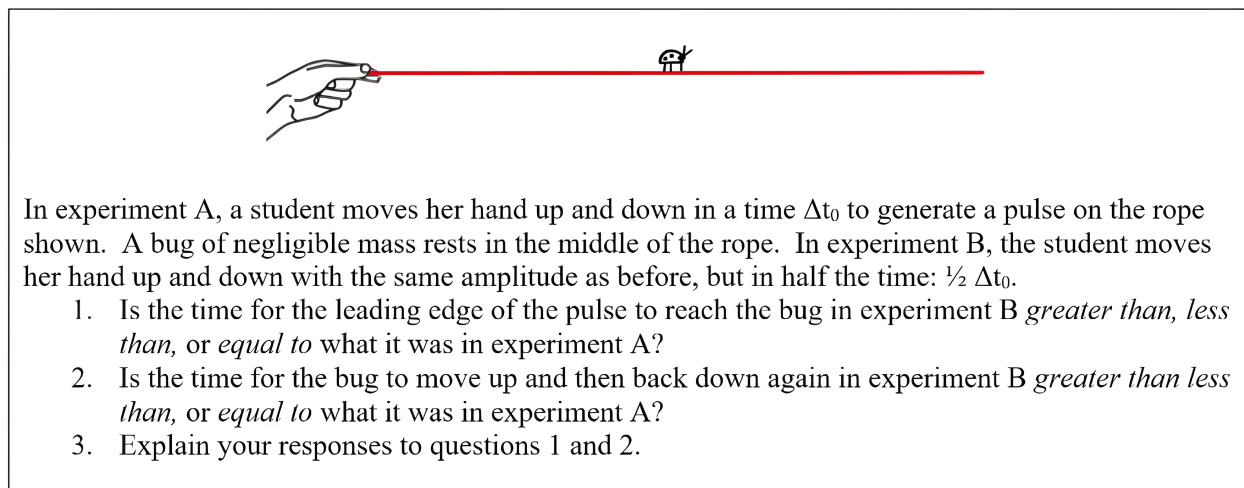 In experiment A, a student moves her hand up and down in a time Δt₀ to generate a pulse on the rope
shown. A bug of negligible mass rests in the middle of the rope. In experiment B, the student moves
her hand up and down with the same amplitude as before, but in half the time: ½ Δt₀.
1. Is the time for the leading edge of the pulse to reach the bug in experiment B greater than, less
than, or equal to what it was in experiment A?
2. Is the time for the bug to move up and then back down again in experiment B greater than less
than, or equal to what it was in experiment A?
3. Explain your responses to questions 1 and 2.